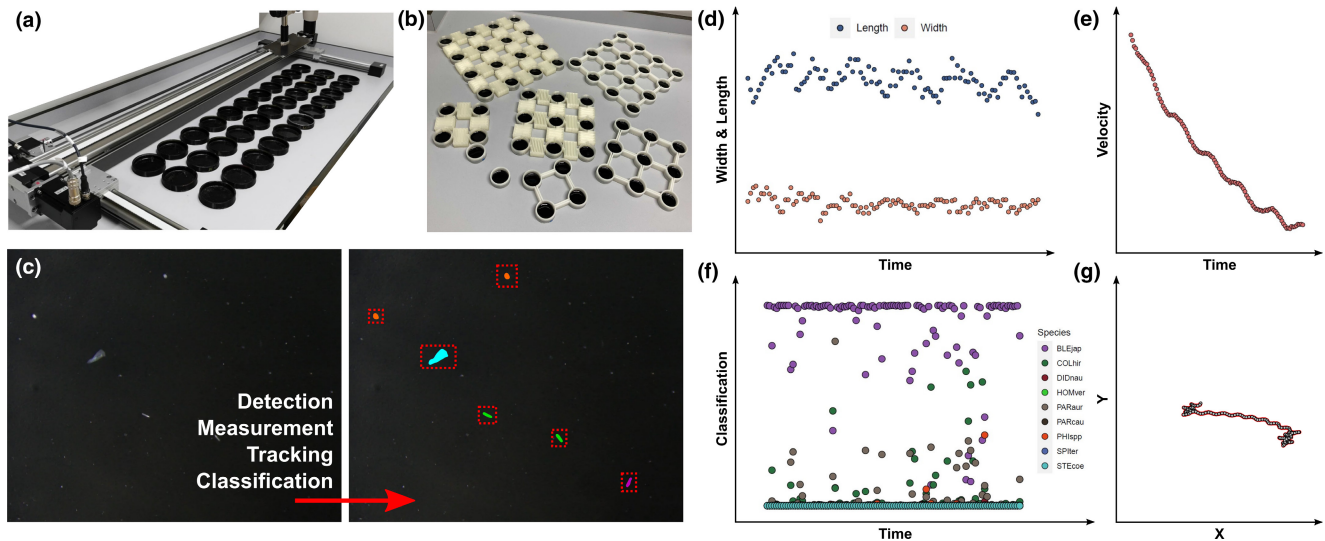 (a)
(b)
(c)
Detection
Measurement
Tracking
Classification
(d)
Length
Width
Width & Length
Time
(e)
Velocity
Time
(f)
Classification
Time
Species
BLEjap
COLhir
DIDnau
HOMver
PARaur
PARcau
PHIspp
SPIter
STEcoe
(g)
Y
X